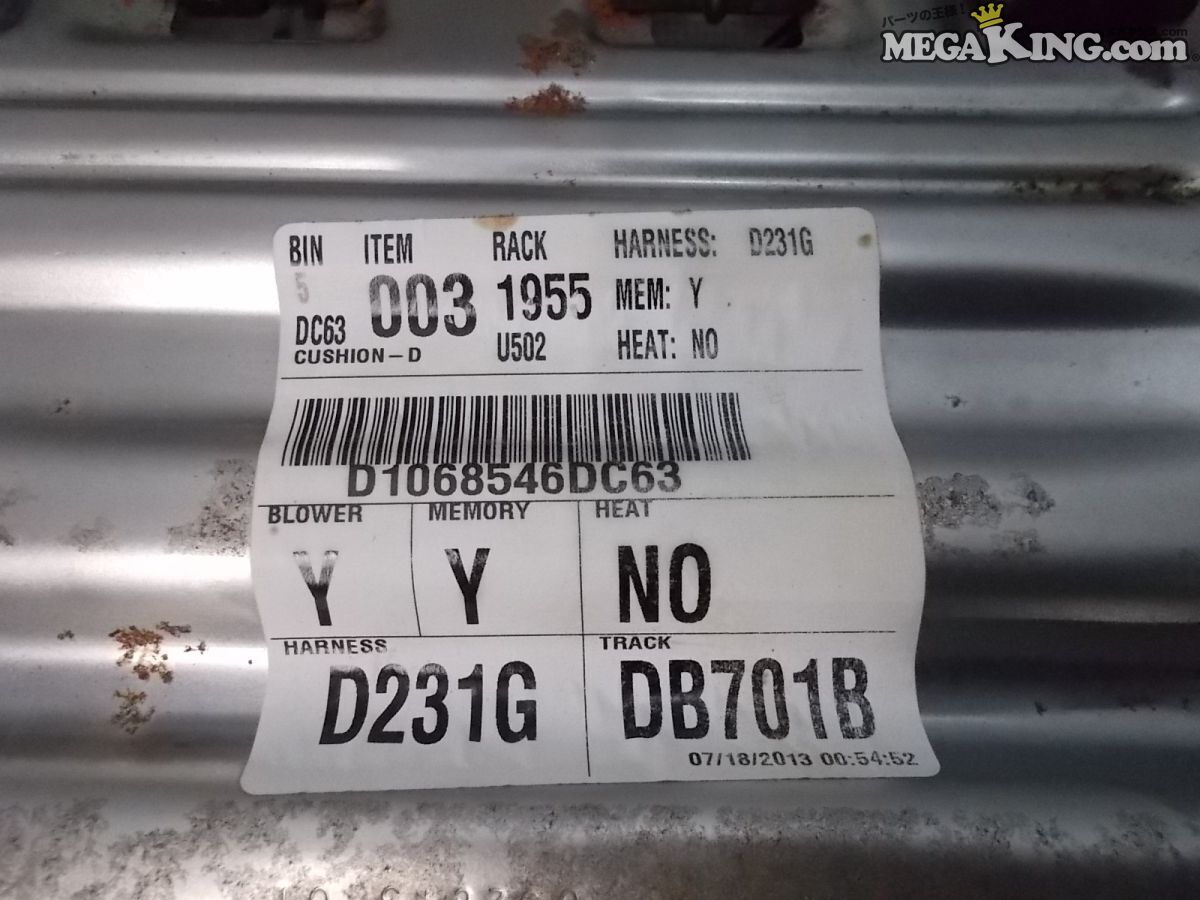 パーツの王様!
MEGAKING.com
BIN ITEM RACK HARNESS: D231G
5 003 1955 MEM: Y
DC63 U502 HEAT: NO
CUSHION-D
D1068546DC63
BLOWER MEMORY HEAT
Y Y NO
HARNESS TRACK
D231G DB701B
07/18/2013 00:54:52